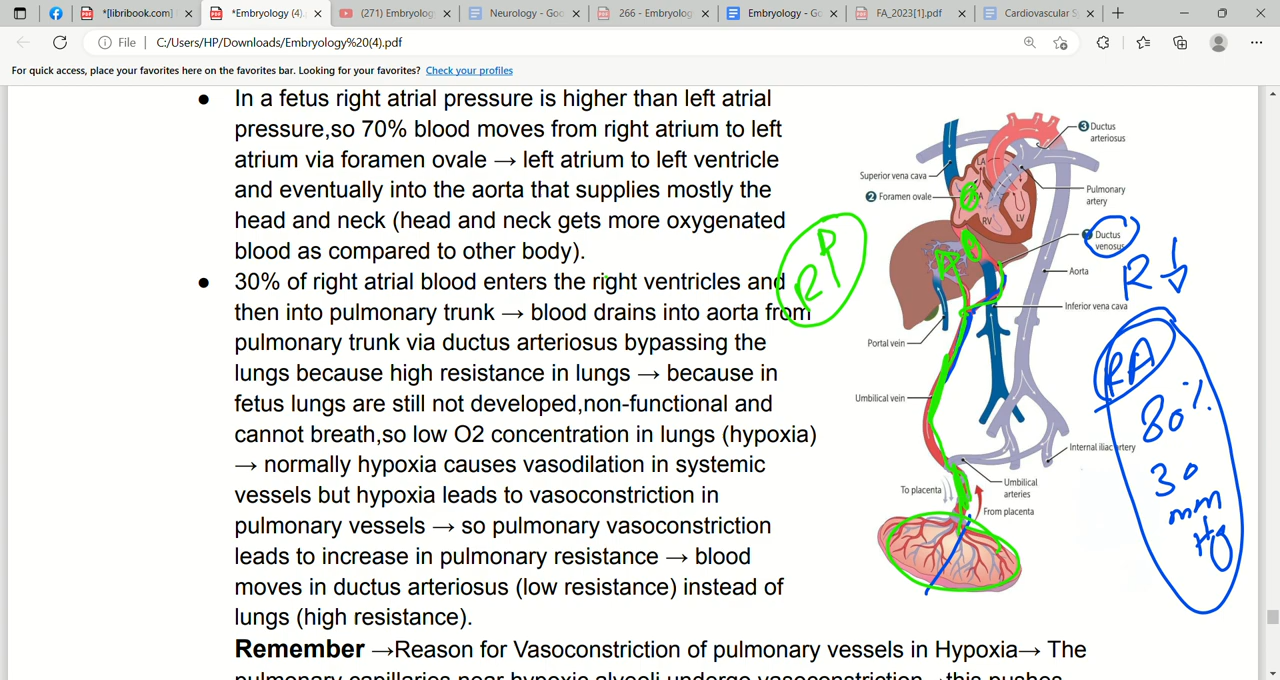 *[libribook.com]
*Embryology (4).
(271) Embryolog
Neurology - Goo
266 - Embryolog
Embryology - Go
FA_2023[1].pdf
Cardiovascular S
File
C:/Users/HP/Downloads/Embryology%20(4).pdf
For quick access, place your favorites here on the favorites bar. Looking for your favorites? Check your profiles
● In a fetus right atrial pressure is higher than left atrial
pressure,so 70% blood moves from right atrium to left
atrium via foramen ovale → left atrium to left ventricle
and eventually into the aorta that supplies mostly the
head and neck (head and neck gets more oxygenated
blood as compared to other body).
● 30% of right atrial blood enters the right ventricles and
then into pulmonary trunk → blood drains into aorta from
pulmonary trunk via ductus arteriosus bypassing the
lungs because high resistance in lungs → because in
fetus lungs are still not developed,non-functional and
cannot breath,so low O2 concentration in lungs (hypoxia)
→ normally hypoxia causes vasodilation in systemic
vessels but hypoxia leads to vasoconstriction in
pulmonary vessels → so pulmonary vasoconstriction
leads to increase in pulmonary resistance → blood
moves in ductus arteriosus (low resistance) instead of
lungs (high resistance).
Remember →Reason for Vasoconstriction of pulmonary vessels in Hypoxia→ The
pulmonary capillaries near hypoxic alveoli undergo vasoconstriction →this pushes
3 Ductus
arteriosus
Superior vena cava
2 Foramen ovale
Pulmonary
artery
LA
RV
LV
Ductus
venosus
Aorta
Inferior vena cava
Portal vein
Umbilical vein
Internal iliac artery
To placenta
Umbilical
arteries
From placenta
RP
R ↓
RA
80%
30
mm
Hg